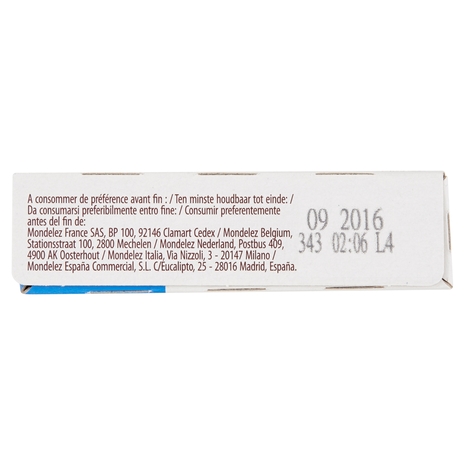 A consommer de préférence avant fin : / Ten minste houdbaar tot einde: /
Da consumarsi preferibilmente entro fine: / Consumir preferentemente
antes del fin de:
Mondelez France SAS, BP 100, 92146 Clamart Cedex / Mondelez Belgium,
Stationsstraat 100, 2800 Mechelen / Mondelez Nederland, Postbus 409,
4900 AK Oosterhout / Mondelez Italia, Via Nizzoli, 3 - 20147 Milano /
Mondelez España Commercial, S.L. C/Eucalipto, 25 - 28016 Madrid, España.
09 2016
343 02:06 L4